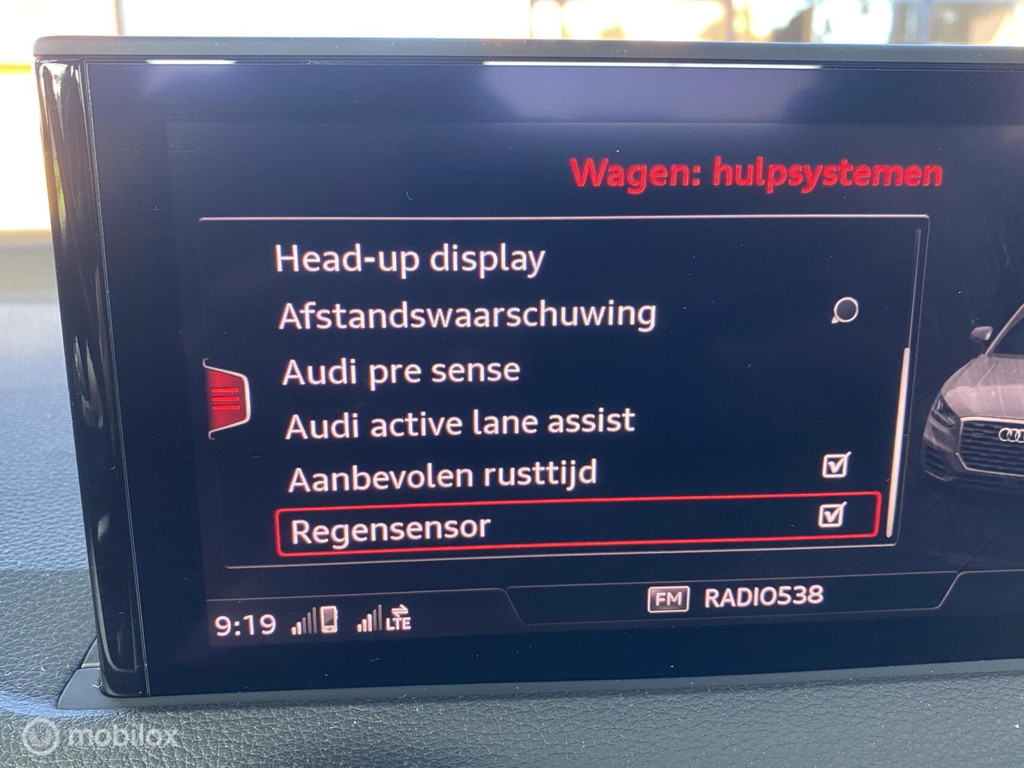 Wagen: hulpsystemen
Head-up display
Afstandswaarschuwing
Audi pre sense
Audi active lane assist
Aanbevolen rusttijd
Regensensor
FM RADIO538
9:19 LTE
mobilox